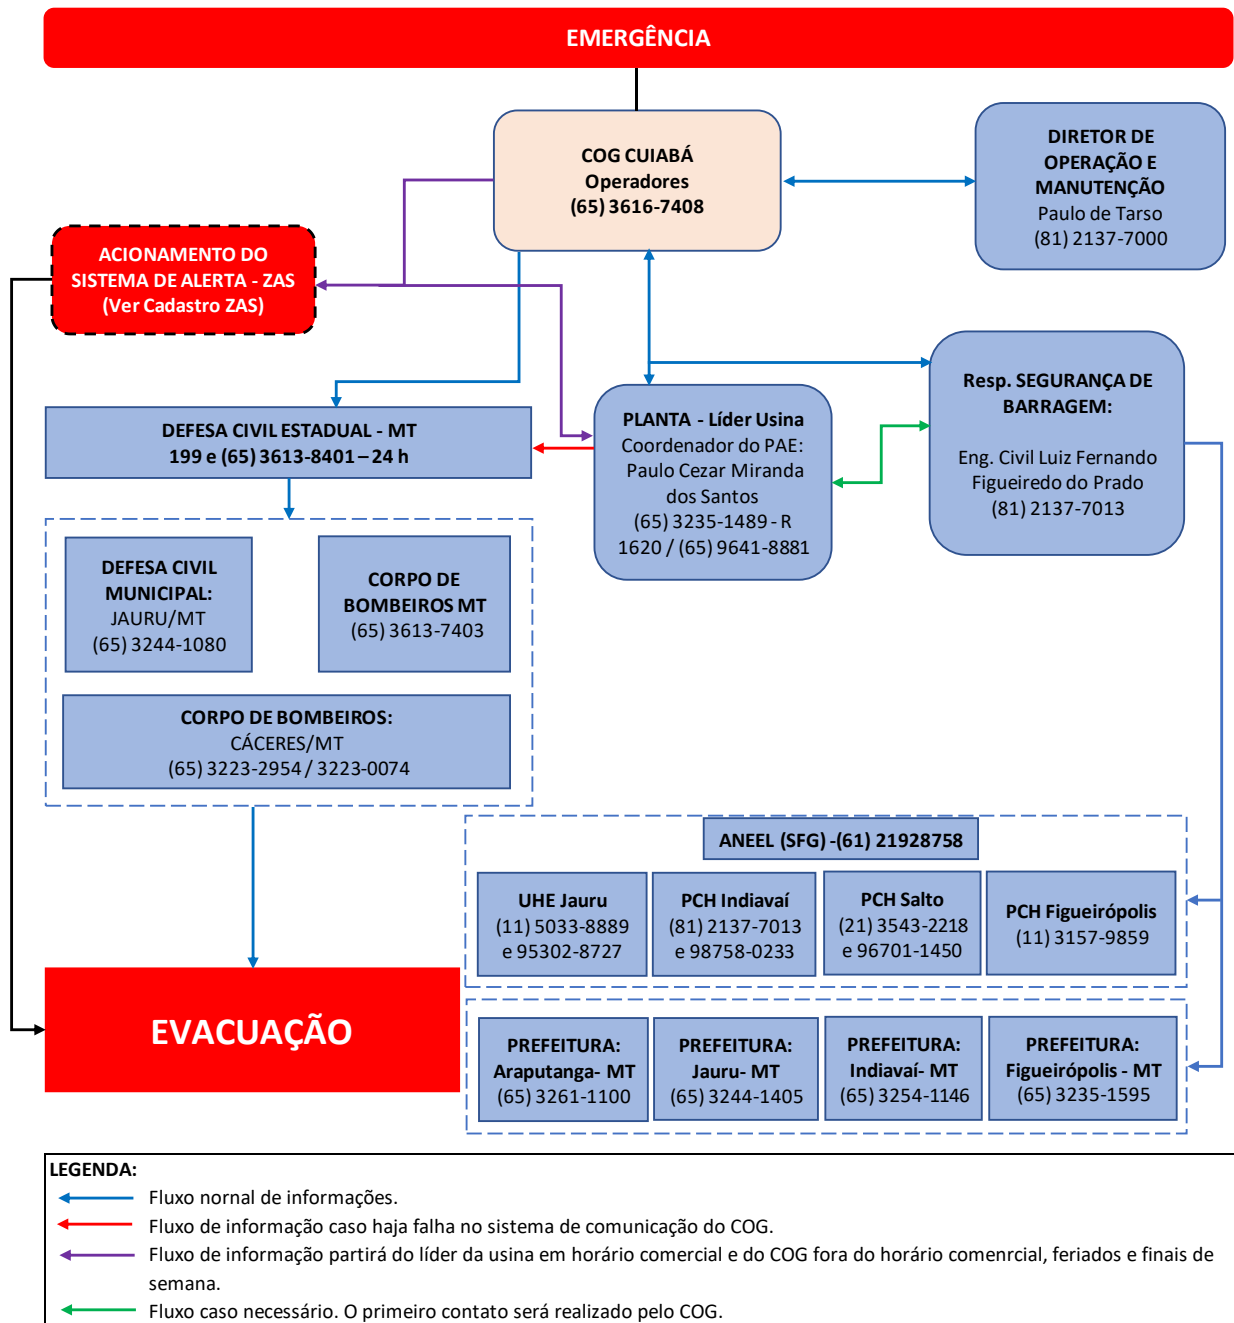 EMERGÊNCIA
COG CUIABÁ
Operadores
(65) 3616-7408
DIRETOR DE
OPERAÇÃO E
MANUTENÇÃO
Paulo de Tarso
(81) 2137-7000
ACIONAMENTO DO
SISTEMA DE ALERTA - ZAS
(Ver Cadastro ZAS)
Resp. SEGURANÇA DE
BARRAGEM:
Eng. Civil Luiz Fernando
Figueiredo do Prado
(81) 2137-7013
PLANTA - Líder Usina
Coordenador do PAE:
Paulo Cezar Miranda
dos Santos
(65) 3235-1489 - R
1620 / (65) 9641-8881
DEFESA CIVIL ESTADUAL - MT
199 e (65) 3613-8401 – 24 h
DEFESA CIVIL
MUNICIPAL:
JAURU/MT
(65) 3244-1080
CORPO DE
BOMBEIROS MT
(65) 3613-7403
CORPO DE BOMBEIROS:
CÁCERES/MT
(65) 3223-2954 / 3223-0074
ANEEL (SFG) -(61) 21928758
UHE Jauru
(11) 5033-8889
e 95302-8727
PCH Indiavaí
(81) 2137-7013
e 98758-0233
PCH Salto
(21) 3543-2218
e 96701-1450
PCH Figueirópolis
(11) 3157-9859
EVACUAÇÃO
PREFEITURA:
Araputanga- MT
(65) 3261-1100
PREFEITURA:
Jauru- MT
(65) 3244-1405
PREFEITURA:
Indiavaí- MT
(65) 3254-1146
PREFEITURA:
Figueirópolis - MT
(65) 3235-1595
LEGENDA:
Fluxo nornal de informações.
Fluxo de informação caso haja falha no sistema de comunicação do COG.
Fluxo de informação partirá do líder da usina em horário comercial e do COG fora do horário comenrcial, feriados e finais de
semana.
Fluxo caso necessário. O primeiro contato será realizado pelo COG.